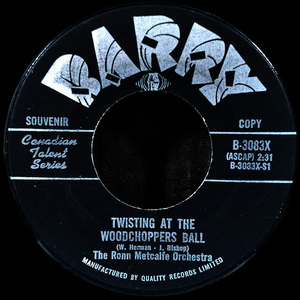 BARRY
SOUVENIR COPY
Canadian Talent Series
B-3083X
(ASCAP) 2:31
B-3083X-S1
TWISTING AT THE
WOODCHOPPERS BALL
(W. Herman - J. Bishop)
The Ronn Metcalfe Orchestra
MANUFACTURED BY QUALITY RECORDS LIMITED